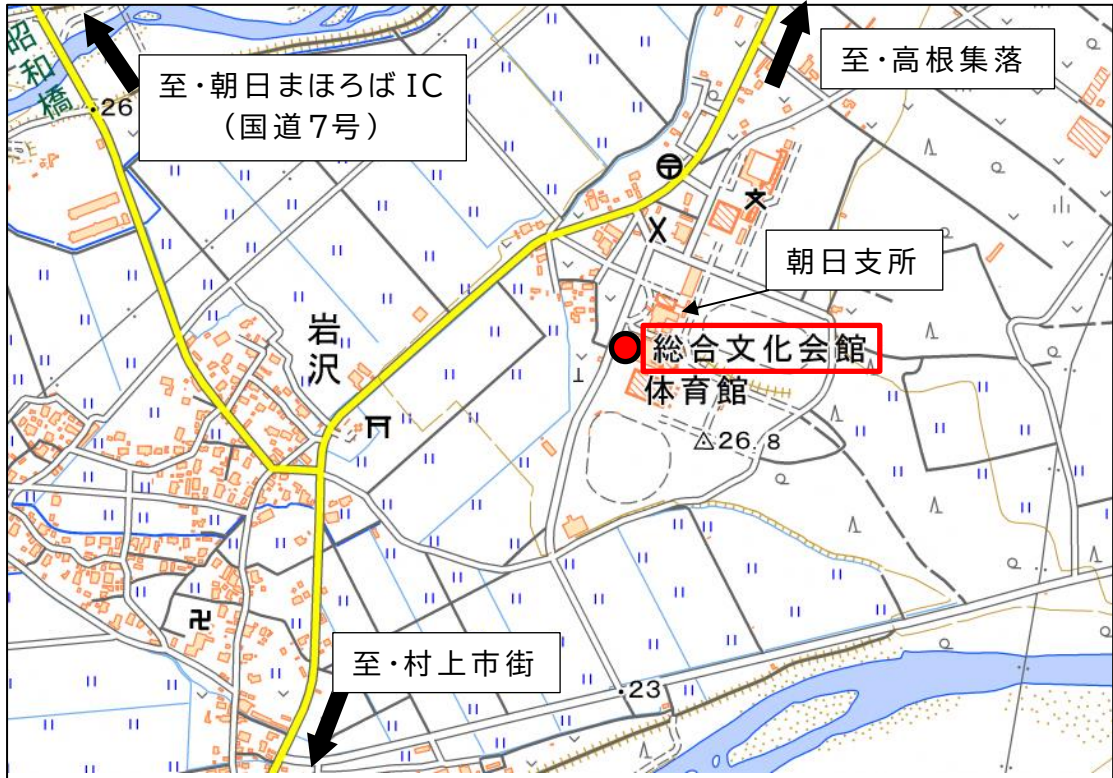 昭和橋
・26
至・朝日まほろばIC
(国道7号)
至・高根集落
朝日支所
岩沢
総合文化会館
体育館
26.8
至・村上市街
・23